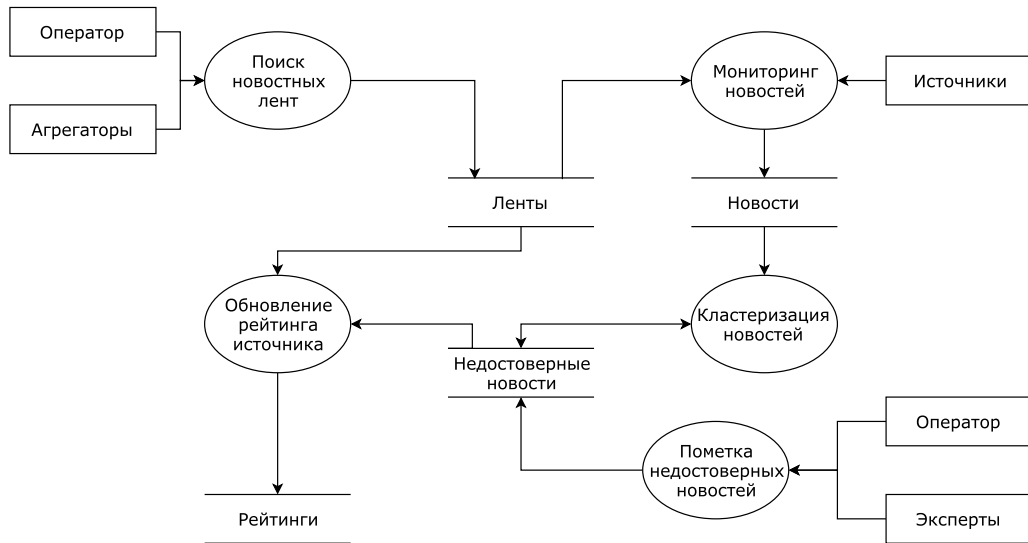 Оператор
Поиск
новостных
лент
Агрегаторы
Мониторинг
новостей
Источники
Ленты
Новости
Обновление
рейтинга
источника
Недостоверные
новости
Кластеризация
новостей
Оператор
Пометка
недостоверных
новостей
Эксперты
Рейтинги